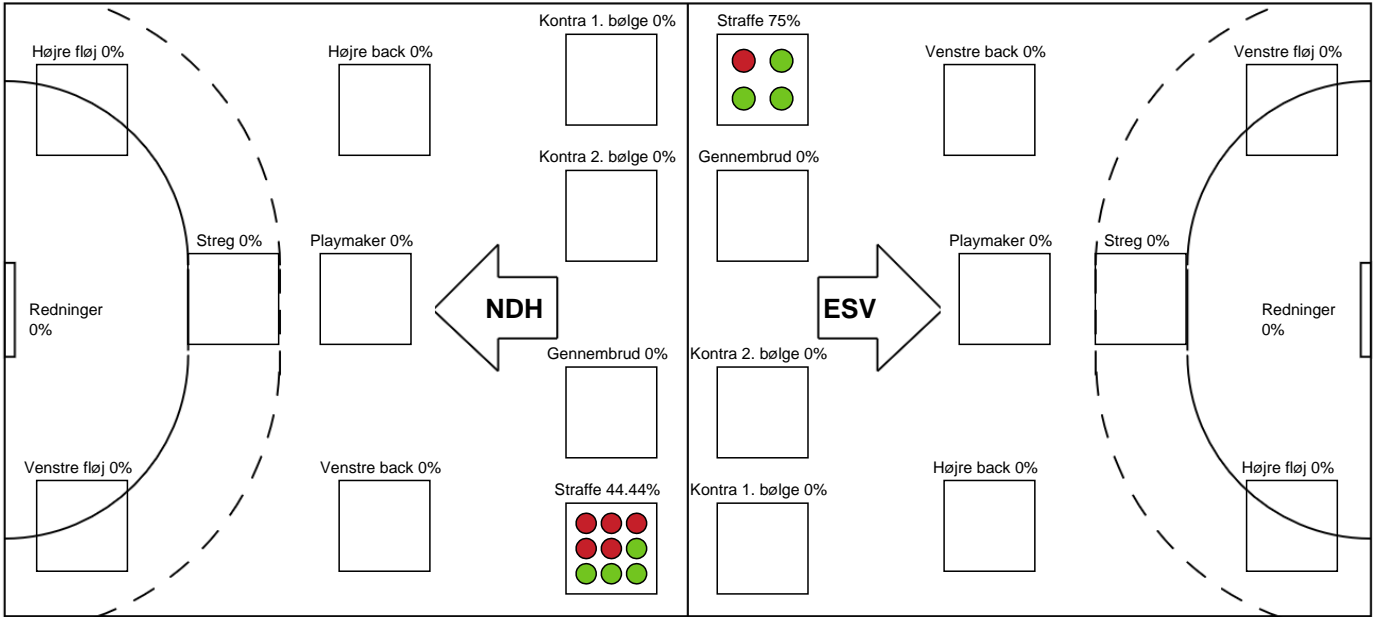 Kontra 1. bølge 0%
Straffe 75%
Højre fløj 0%
Højre back 0%
Venstre back 0%
Venstre fløj 0%
Kontra 2. bølge 0%
Gennembrud 0%
Streg 0%
Playmaker 0%
Playmaker 0%
Streg 0%
Redninger
0%
NDH
ESV
Redninger
0%
Gennembrud 0%
Kontra 2. bølge 0%
Venstre fløj 0%
Venstre back 0%
Højre back 0%
Højre fløj 0%
Straffe 44.44%
Kontra 1. bølge 0%